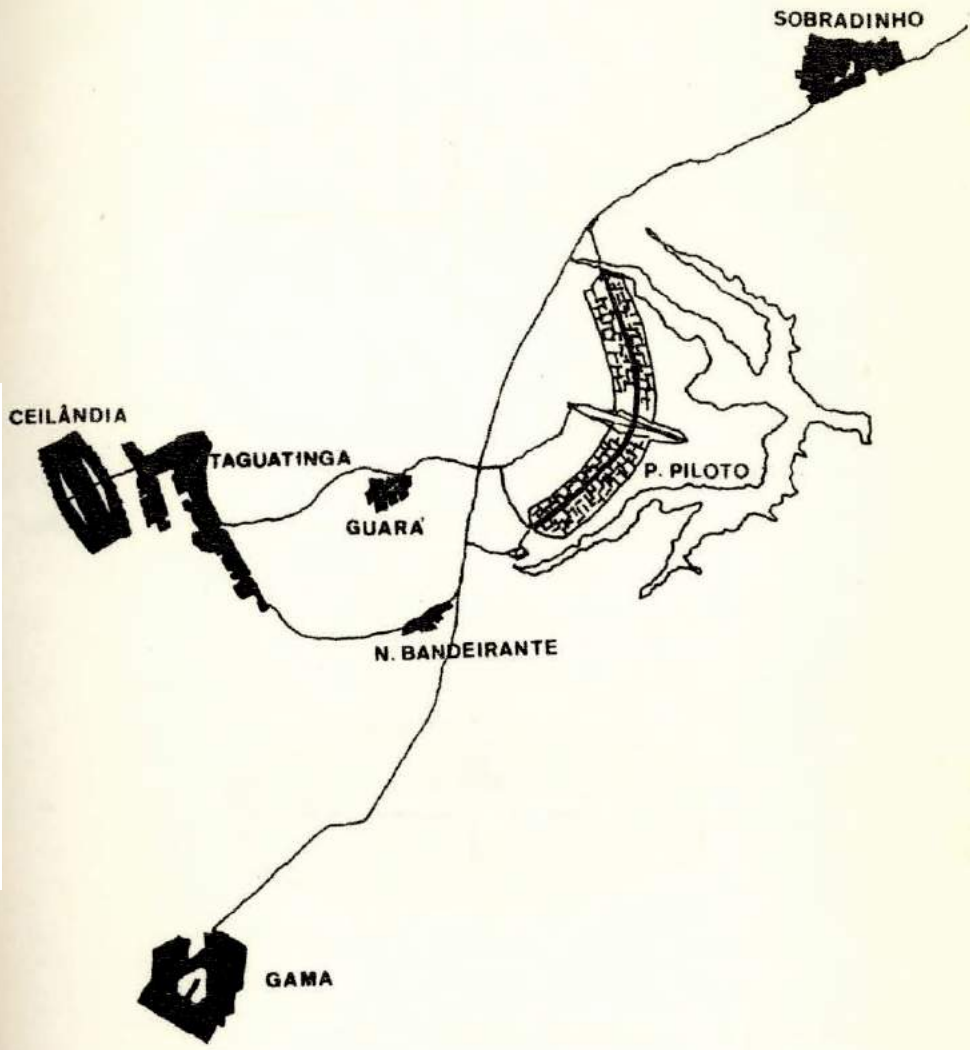 SOBRADINHO
CEILÂNDIA
TAGUATINGA
P. PILOTO
GUARÁ
N. BANDEIRANTE
GAMA